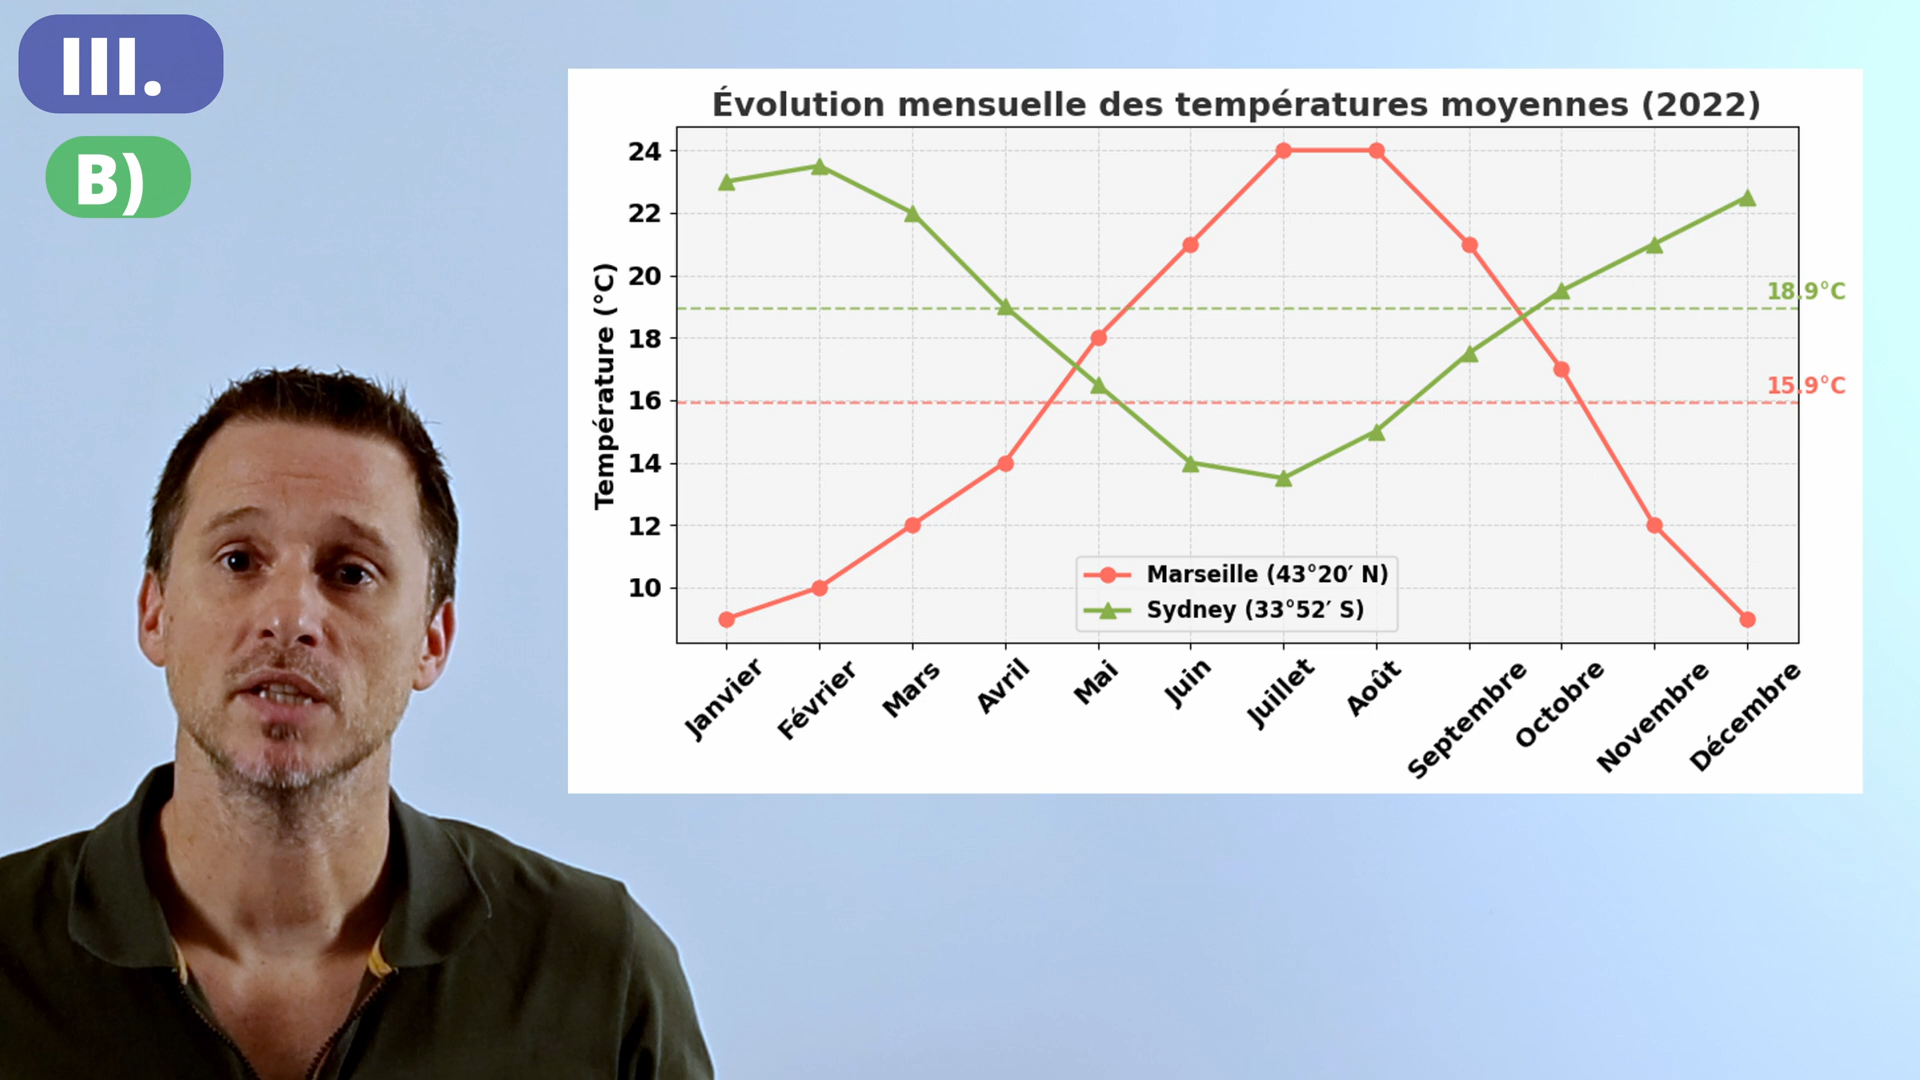 III.
B)
Évolution mensuelle des températures moyennes (2022)
Température (°C)
24
22
20
18
16
14
12
10
18.9°C
15.9°C
Marseille (43°20′ N)
Sydney (33°52′ S)
Janvier
Février
Mars
Avril
Mai
Juin
Juillet
Août
Septembre
Octobre
Novembre
Décembre